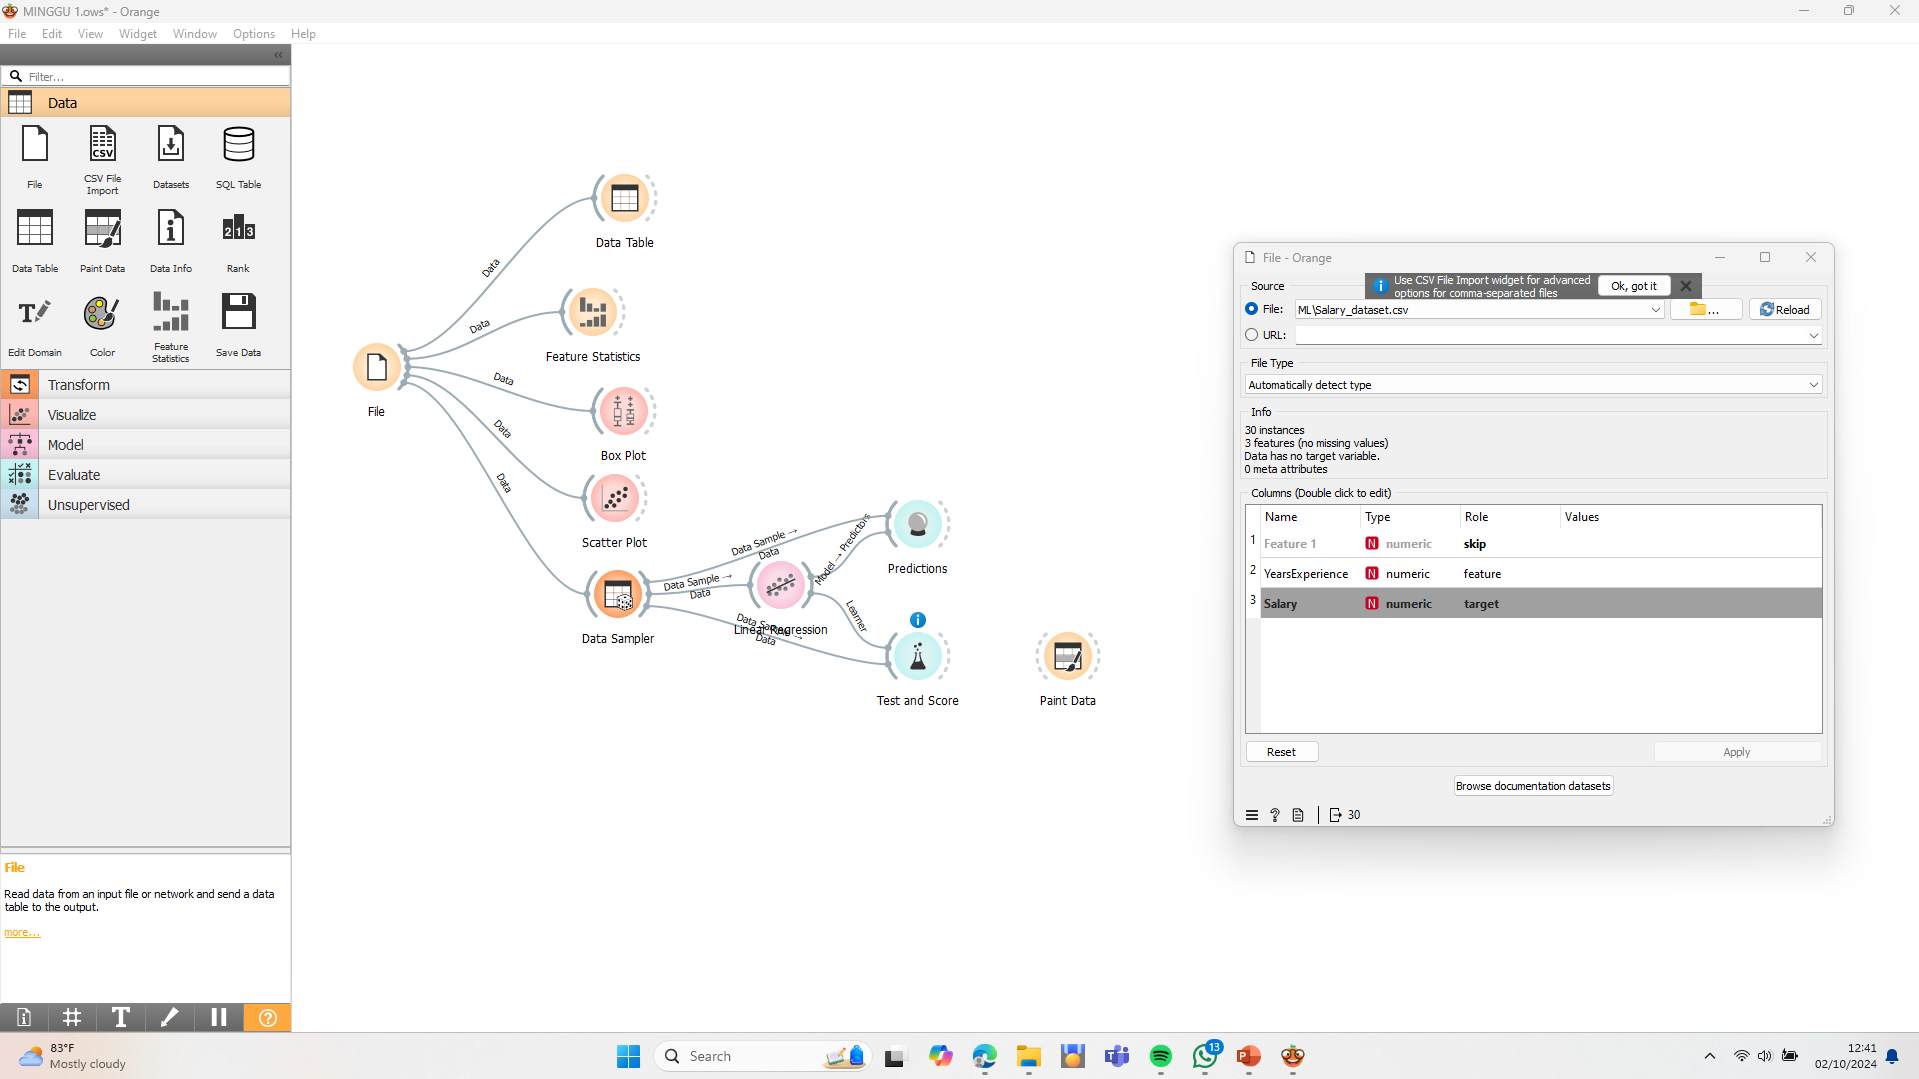 MINGGU 1.ows* - Orange
File Edit View Widget Window Options Help
Filter...
Data
File
CSV File Import
Datasets
SQL Table
Data Table
Paint Data
Data Info
Rank
Edit Domain
Color
Feature Statistics
Save Data
Transform
Visualize
Model
Evaluate
Unsupervised
File
Read data from an input file or network and send a data
table to the output.
more...
Data
Data
Data
Data
Data
File
Data Table
Feature Statistics
Box Plot
Scatter Plot
Data Sampler
Data Sample →
Data
Data Sample →
Data
Data Sample →
Data
Model → Predictors
Learner
Linear Regression
Predictions
Test and Score
Paint Data
File - Orange
Source
Use CSV File Import widget for advanced
options for comma-separated files
Ok, got it
File: ML\Salary_dataset.csv ... Reload
URL:
File Type
Automatically detect type
Info
30 instances
3 features (no missing values)
Data has no target variable.
0 meta attributes
Columns (Double click to edit)
Name Type Role Values
1 Feature 1 N numeric skip
2 YearsExperience N numeric feature
3 Salary N numeric target
Reset Apply
Browse documentation datasets
30
83°F
Mostly cloudy
Search
13
12:41
02/10/2024